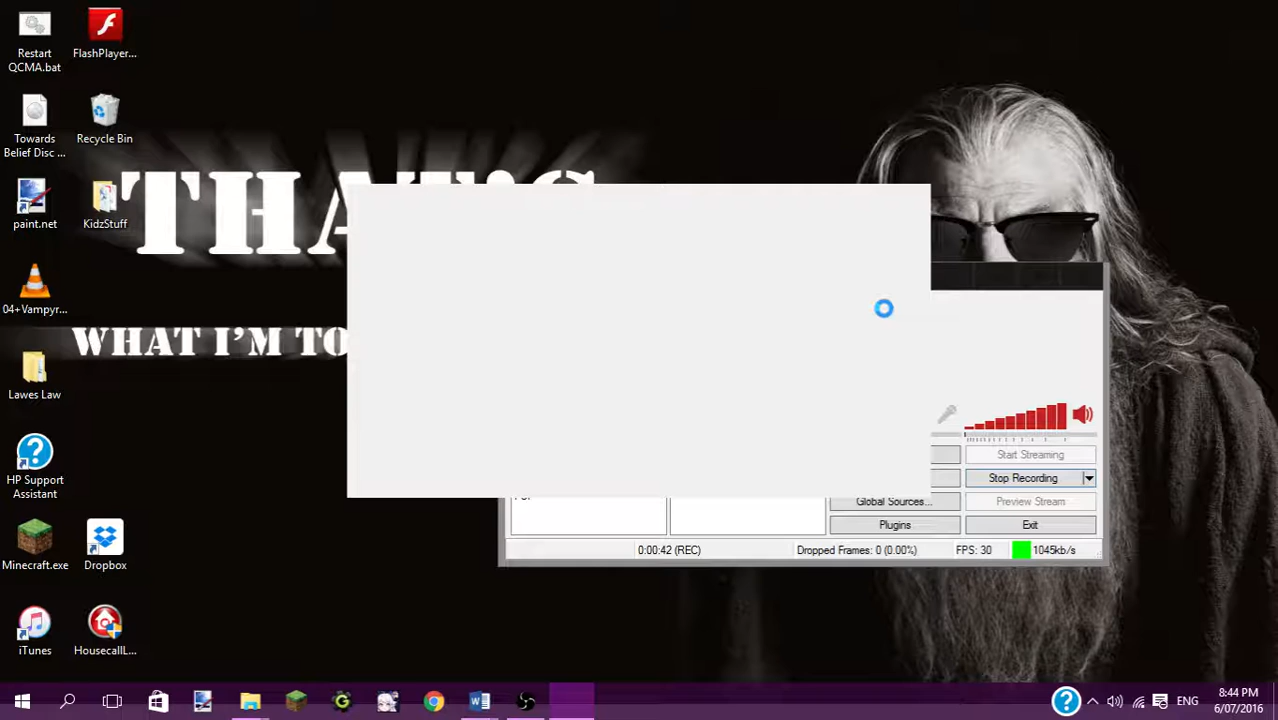 Restart
QCMA.bat
FlashPlayer...
Towards
Belief Disc ...
Recycle Bin
paint.net
KidzStuff
THAT'S
04+Vampyr...
WHAT I'M TO
Lawes Law
HP Support
Assistant
Minecraft.exe
Dropbox
iTunes
HousecallL...
Start Streaming
Stop Recording
Global Sources...
Preview Stream
Plugins
Exit
0:00:42 (REC)
Dropped Frames: 0 (0.00%)
FPS: 30
1045kb/s
ENG
8:44 PM
6/07/2016